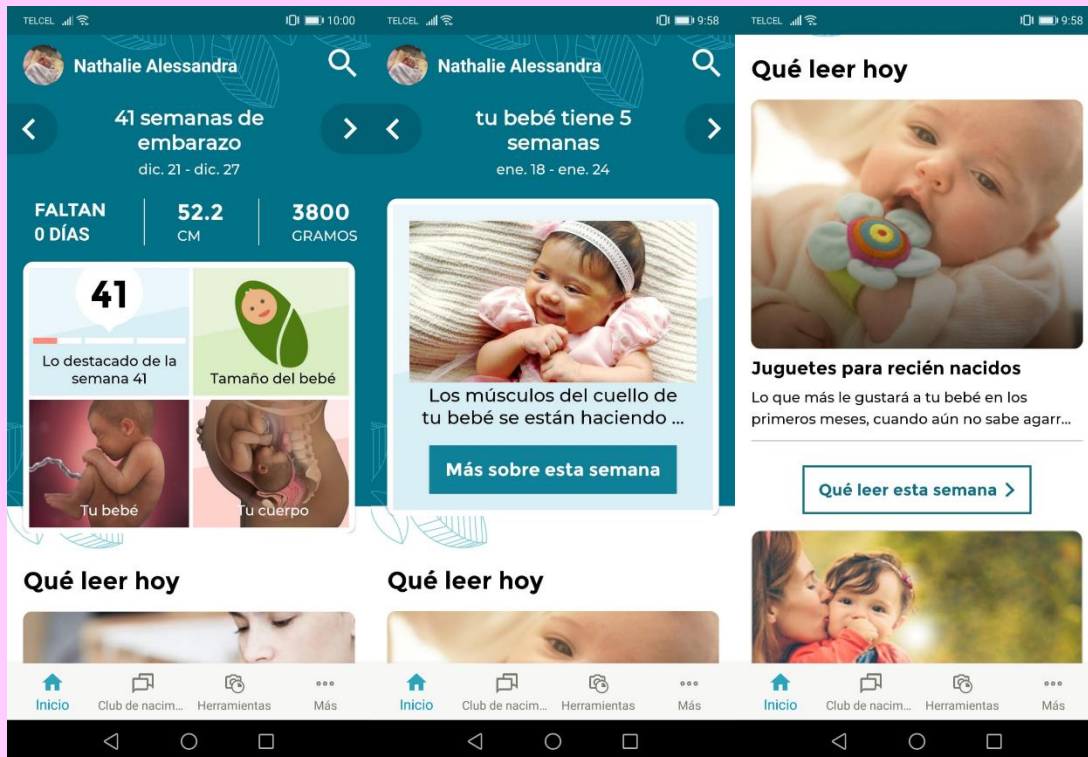 TELCEL 10:00
Nathalie Alessandra
41 semanas de
embarazo
dic. 21 - dic. 27
FALTAN
0 DÍAS
52.2
CM
3800
GRAMOS
41
Lo destacado de la
semana 41
Tamaño del bebé
Tu bebé
Tu cuerpo
Qué leer hoy
Inicio
Club de nacim...
Herramientas
Más
TELCEL 9:58
Nathalie Alessandra
tu bebé tiene 5
semanas
ene. 18 - ene. 24
Los músculos del cuello de
tu bebé se están haciendo ...
Más sobre esta semana
Qué leer hoy
Inicio
Club de nacim...
Herramientas
Más
TELCEL 9:58
Qué leer hoy
Juguetes para recién nacidos
Lo que más le gustará a tu bebé en los
primeros meses, cuando aún no sabe agarr...
Qué leer esta semana
Inicio
Club de nacim...
Herramientas
Más